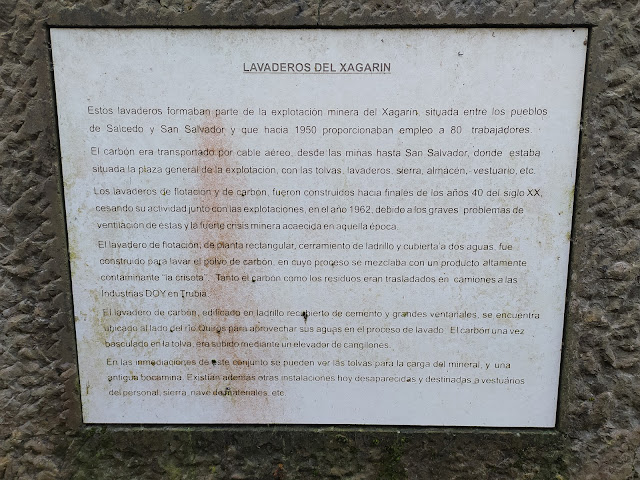 LAVADEROS DEL XAGARIN
Estos lavaderos formaban parte de la explotación minera del Xagarin, situada entre los pueblos
de Salcedo y San Salvador y que hacia 1950 proporcionaban empleo a 80 trabajadores.
El carbón era transportado por cable aéreo, desde las minas hasta San Salvador, donde estaba
situada la plaza general de la explotación, con las tolvas, lavaderos, sierra, almacén, vestuario, etc.
Los lavaderos de flotación y de carbón, fueron construidos hacia finales de los años 40 del siglo XX,
cesando su actividad junto con las explotaciones, en el año 1962, debido a los graves problemas de
ventilación de estas y la fuerte crisis minera acaecida en aquella época.
El lavadero de flotación, de planta rectangular, cerramiento de ladrillo y cubierta a dos aguas, fue
construido para lavar el polvo de carbón, en cuyo proceso se mezclaba con un producto altamente
contaminante "la crisota". Tanto el carbón como los residuos eran trasladados en camiones a las
Industrias DOY en Trubia.
El lavadero de carbón, edificado en ladrillo recubierto de cemento y grandes ventanales, se encuentra
ubicado al lado del río Quirós para aprovechar sus aguas en el proceso de lavado. El carbón una vez
basculado en la tolva, era subido mediante un elevador de cangilones.
En las inmediaciones de este conjunto se pueden ver las tolvas para la carga del mineral, y una
antigua bocamina. Existían además otras instalaciones hoy desaparecidas y destinadas a vestuarios
del personal, sierra, nave de materiales, etc.